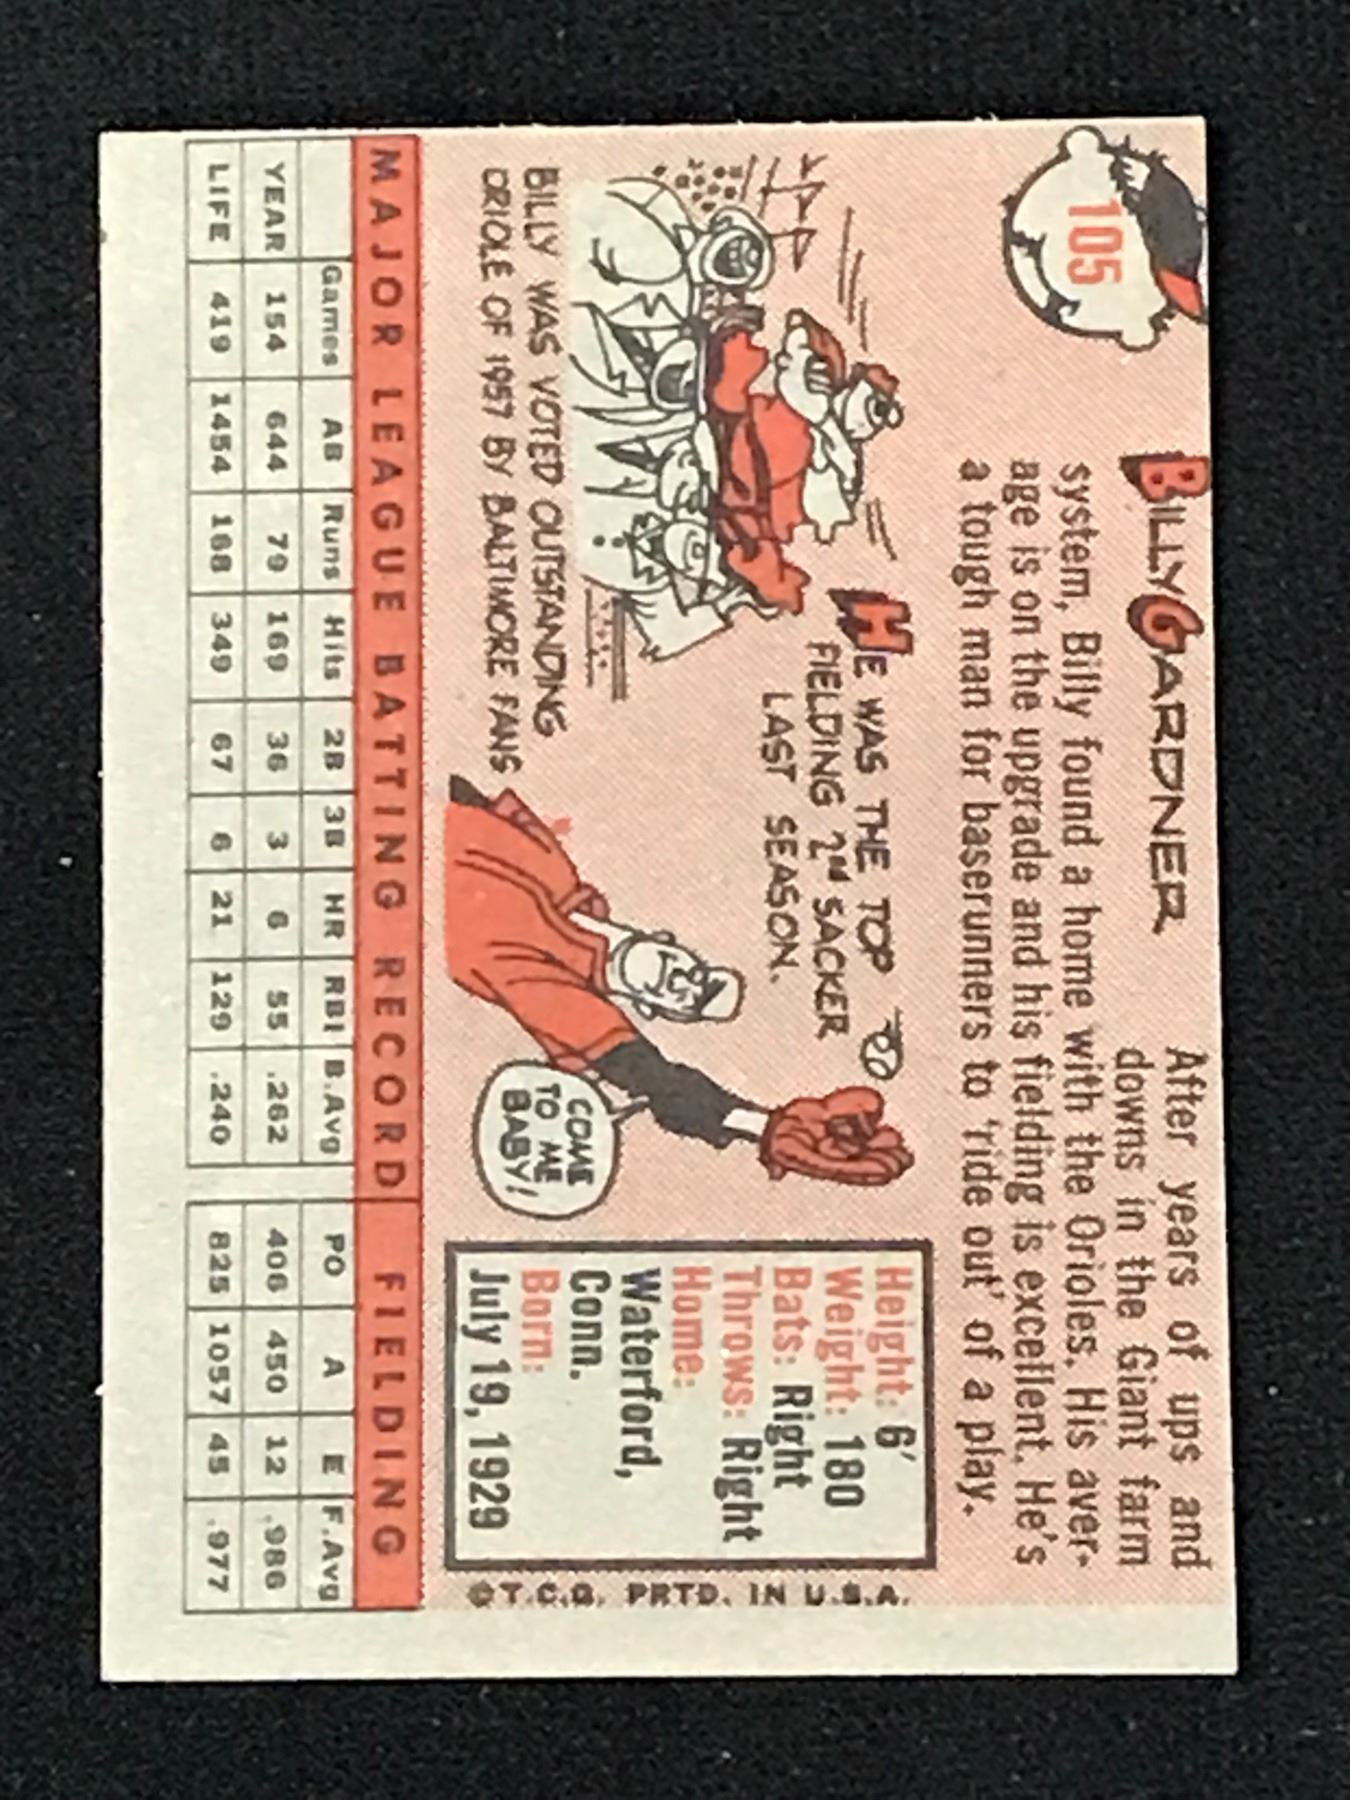 105
BILLY GARDNER
After years of ups and
downs in the Giant farm
system, Billy found a home with the Orioles. His aver-
age is on the upgrade and his fielding is excellent. He's
a tough man for baserunners to 'ride out' of a play.
HE WAS THE TOP
FIELDING 2ND SACKER
LAST SEASON.
BILLY WAS VOTED OUTSTANDING
ORIOLE OF 1957 BY BALTIMORE FANS
COME
TO ME
BABY!
Height: 6'
Weight: 180
Bats: Right
Throws: Right
Home:
Waterford,
Conn.
Born:
July 19, 1929
©T.C.G. PRTD. IN U.S.A.
MAJOR LEAGUE BATTING RECORD FIELDING
Games AB Runs Hits 2B 3B HR RBI B.Avg PO A E F.Avg
YEAR 154 644 79 169 36 3 6 55 .262 406 450 12 .986
LIFE 419 1454 168 349 67 6 21 129 .240 825 1057 45 .977